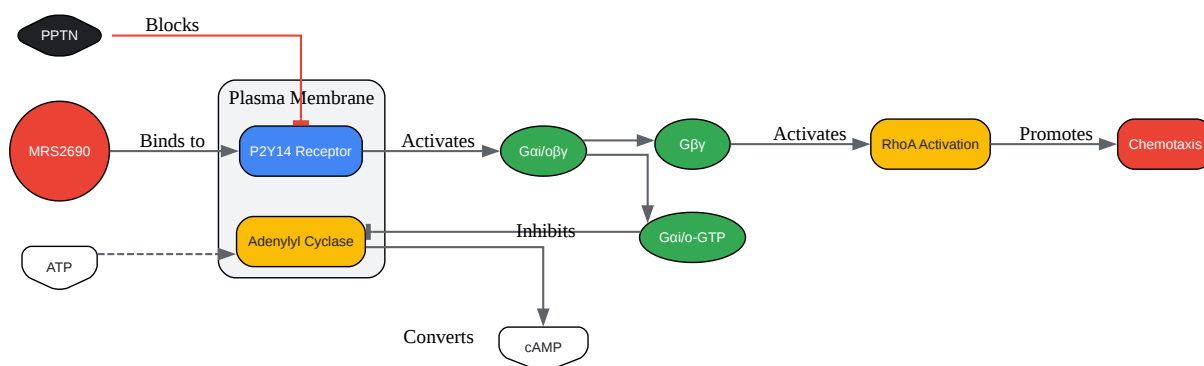 PPTN
Blocks
Plasma Membrane
MRS2690
Binds to
P2Y14 Receptor
Activates
Gαi/oβγ
Gβγ
Activates
RhoA Activation
Promotes
Chemotaxis
Adenylyl Cyclase
Inhibits
Gαi/o-GTP
ATP
Converts
cAMP